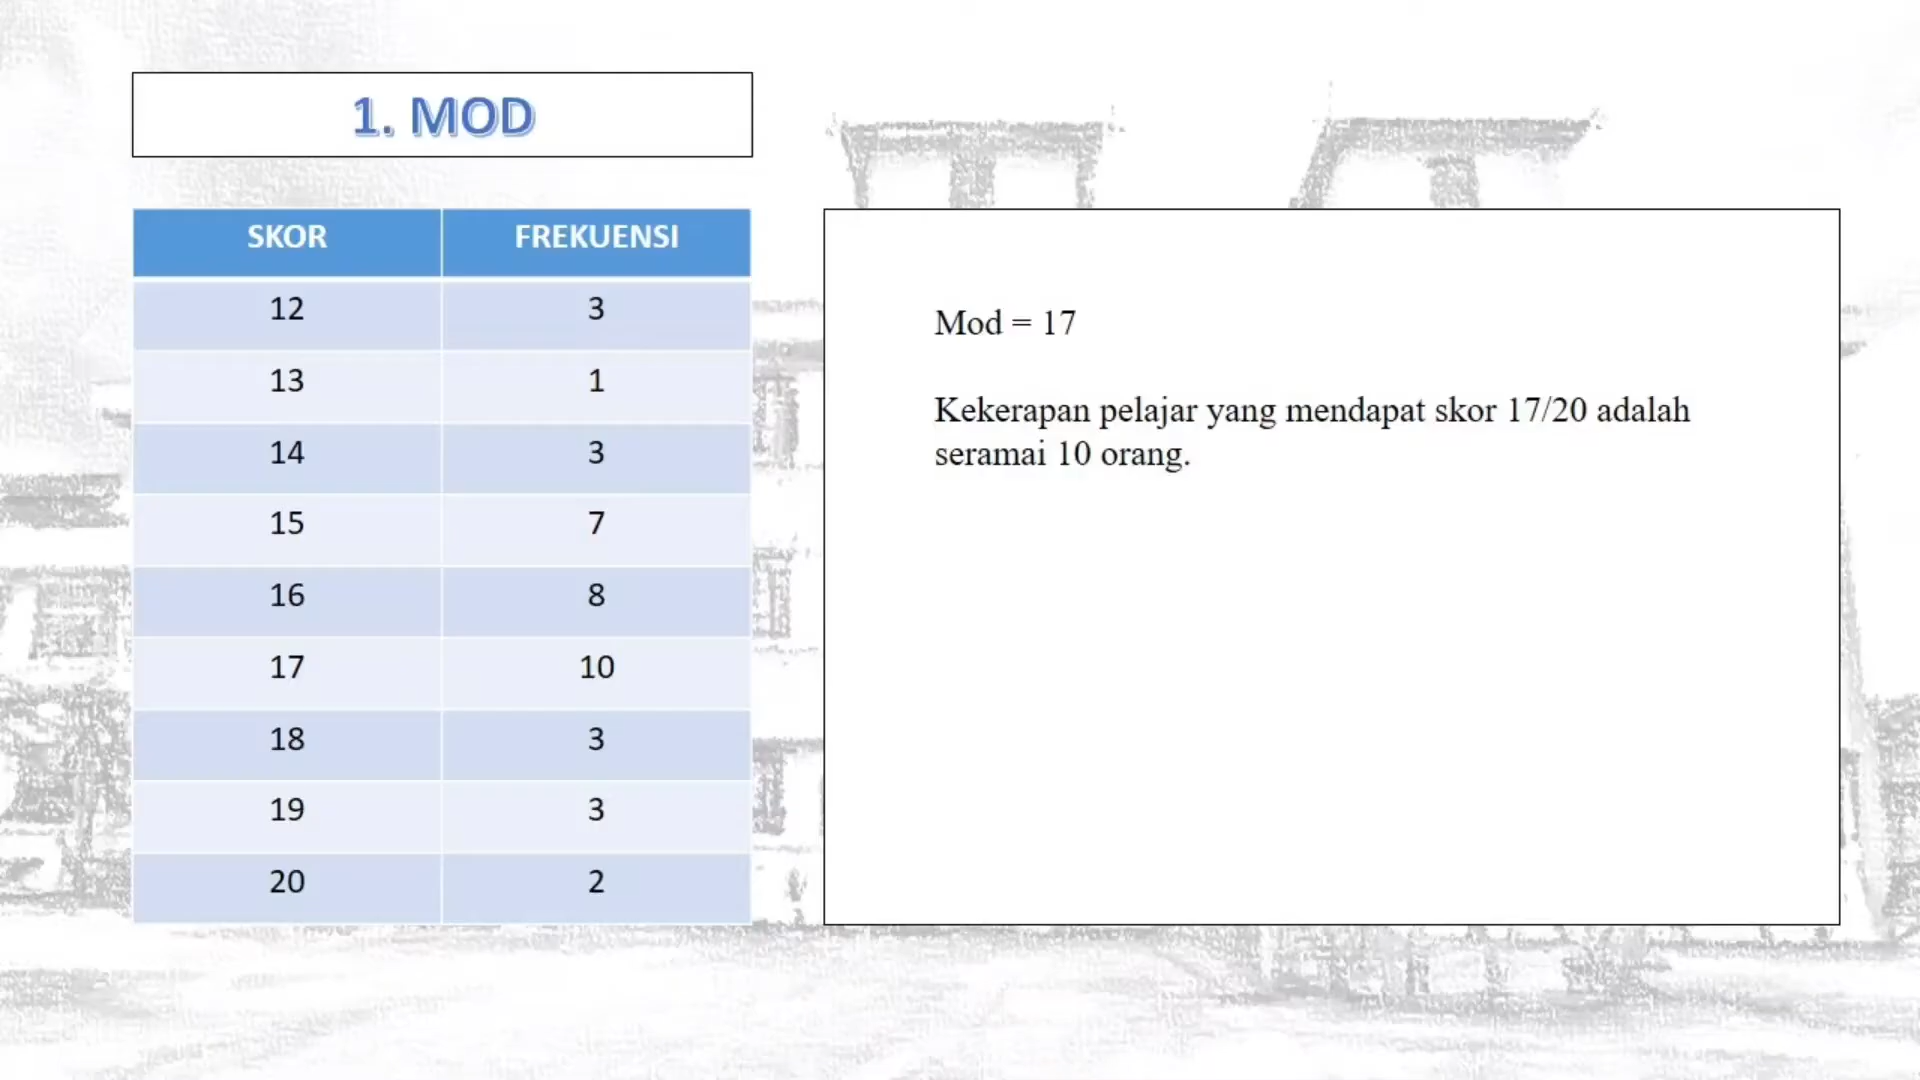 1. MOD
SKOR FREKUENSI
12 3
13 1
14 3
15 7
16 8
17 10
18 3
19 3
20 2
Mod = 17
Kekerapan pelajar yang mendapat skor 17/20 adalah
seramai 10 orang.